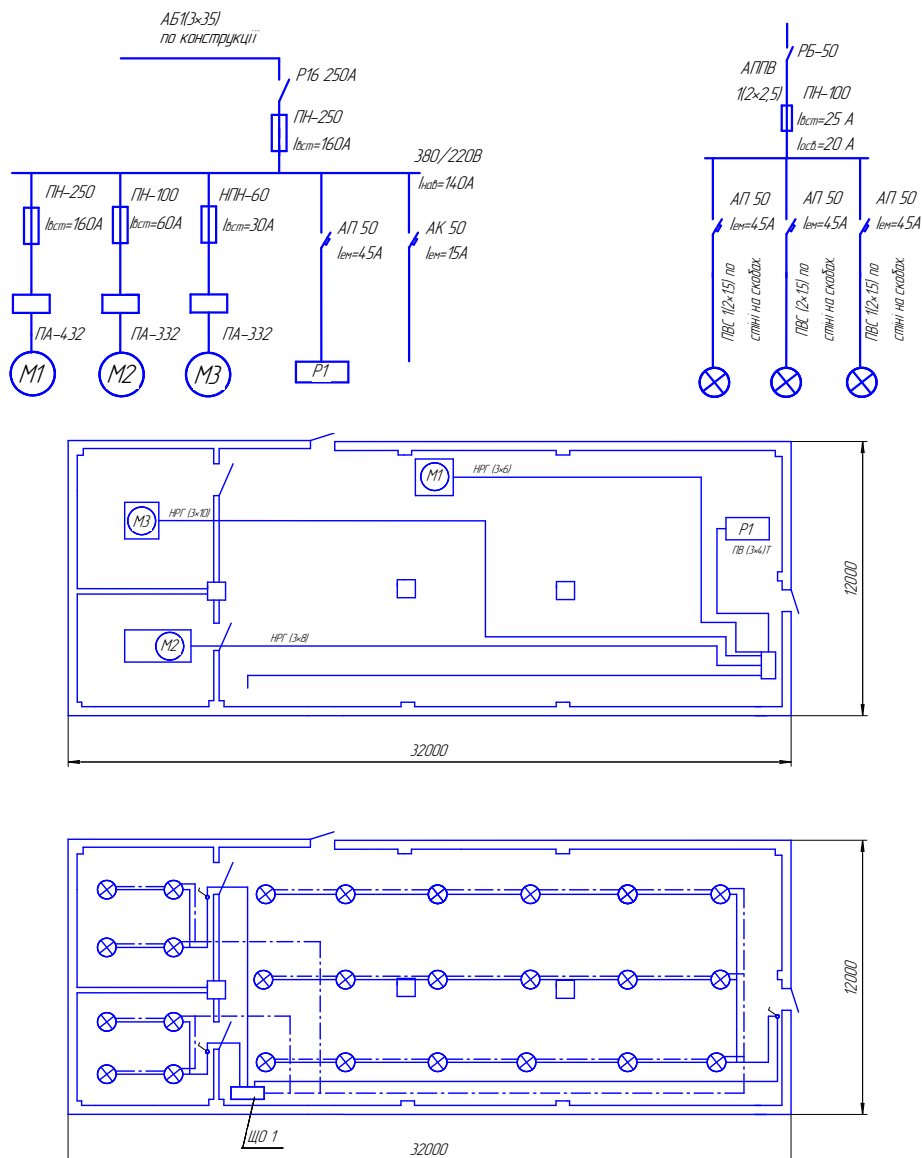 АБ1(3×35)
по конструкції
Р16 250А
ПН-250
Iвст=160А
380/220В
Iнав=140А
ПН-250
Iвст=160А
ПН-100
Iвст=60А
НПН-60
Iвст=30А
АП 50
Iем=45А
АК 50
Iем=15А
ПА-432
ПА-332
ПА-332
М1
М2
М3
Р1
РБ-50
АППВ
1(2×2,5)
ПН-100
Iвст=25 А
Iосв.=20 А
АП 50
Iем=45А
АП 50
Iем=45А
АП 50
Iем=45А
ПВС 1(2×1.5) по
стіні на скобах.
ПВС (2×1.5) по
стіні на скобах.
ПВС 1(2×1.5) по
стіні на скобах.
М1
НРГ (3×6)
М3
НРГ (3×10)
Р1
ПВ (3×4)Т
М2
НРГ (3×8)
12000
32000
12000
ЩО 1
32000